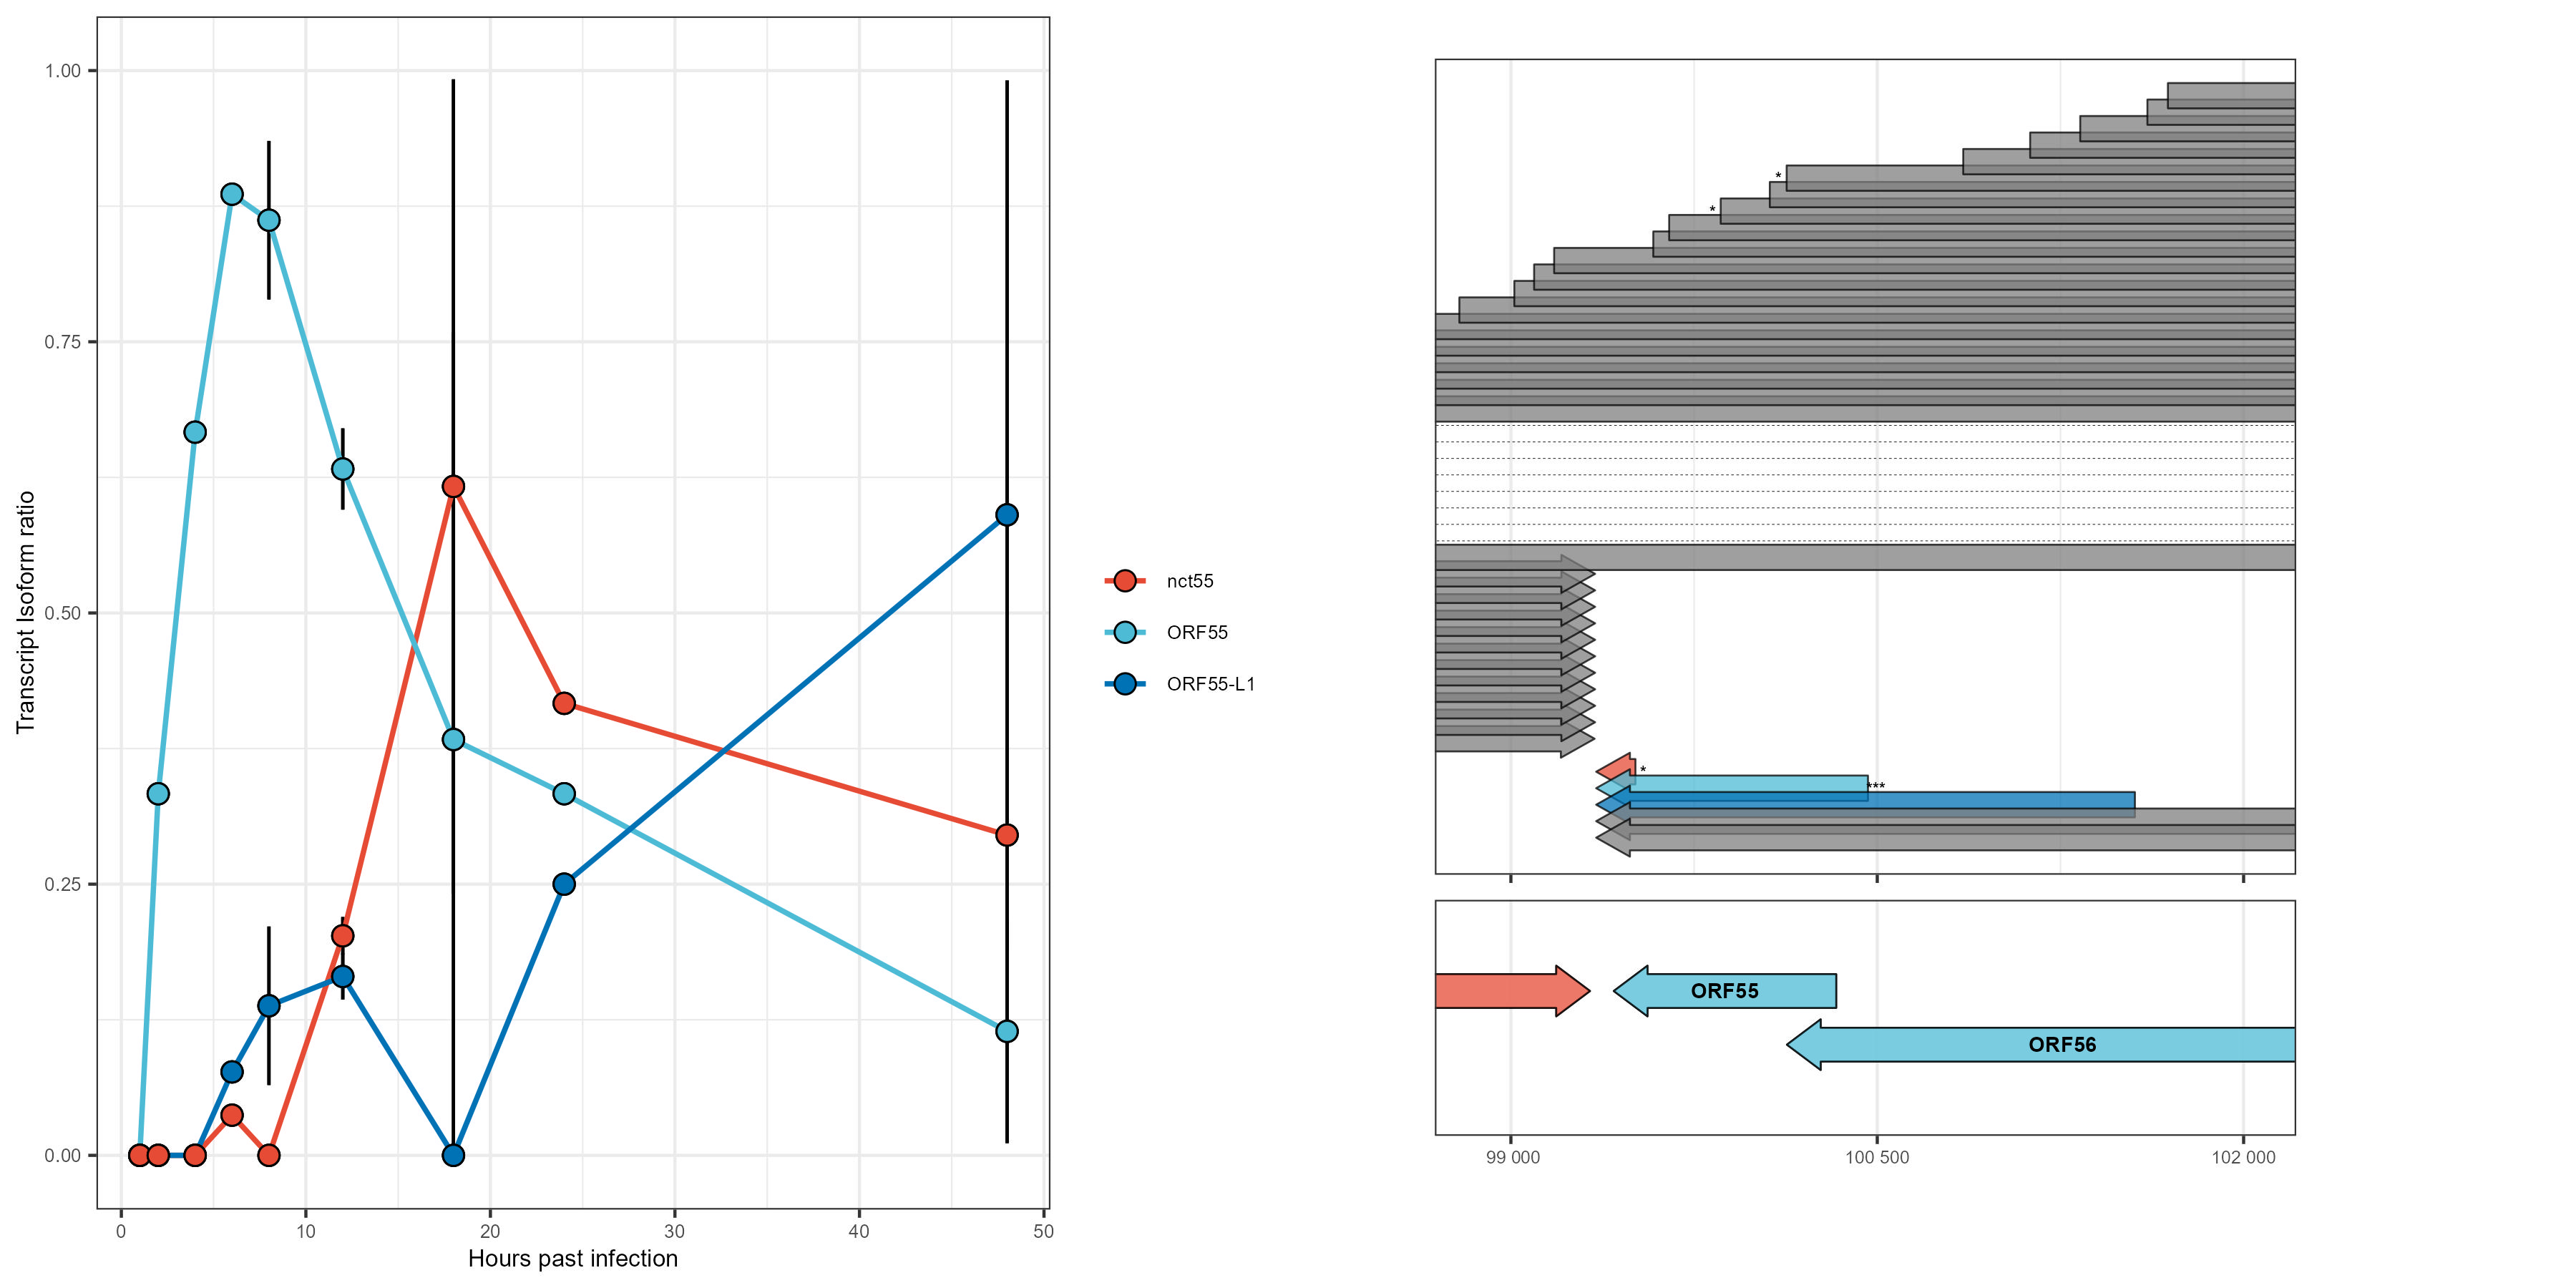 Transcript Isoform ratio
1.00
0.75
0.50
0.25
0.00
0 10 20 30 40 50
Hours past infection
nct55
ORF55
ORF55-L1
*
*
*
***
ORF55
ORF56
99 000 100 500 102 000